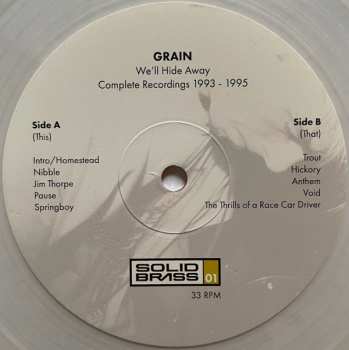 GRAIN
We'll Hide Away
Complete Recordings 1993 - 1995
Side A
(This)
Intro/Homestead
Nibble
Jim Thorpe
Pause
Springboy
Side B
(That)
Trout
Hickory
Anthem
Void
The Thrills of a Race Car Driver
SOLID
BRASS 01
33 RPM